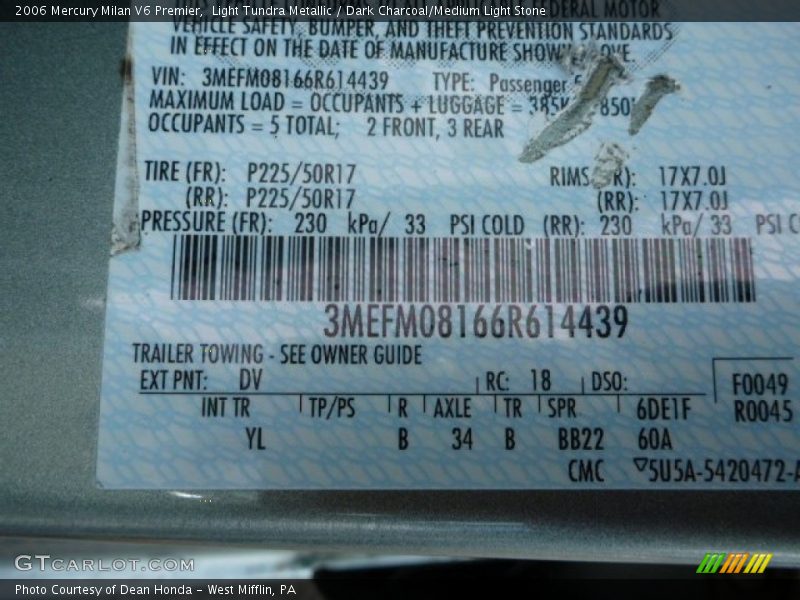 2006 Mercury Milan V6 Premier, Light Tundra Metallic / Dark Charcoal/Medium Light Stone
MOTOR
VEHICLE SAFETY, BUMPER, AND THEFT PREVENTION STANDARDS
IN EFFECT ON THE DATE OF MANUFACTURE
VIN: 3MEFM08166R614439 TYPE: Passenger
MAXIMUM LOAD = OCCUPANTS + LUGGAGE = 385K 850
OCCUPANTS = 5 TOTAL; 2 FRONT, 3 REAR
TIRE (FR): P225/50R17 RIMS R): 17X7.0J
(RR): P225/50R17 (RR): 17X7.0J
PRESSURE (FR): 230 kPa/ 33 PSI COLD (RR): 230 kPa/ 33 PSI C
3MEFM08166R614439
TRAILER TOWING - SEE OWNER GUIDE
EXT PNT: DV RC: 18 DSO:
F0049
INT TR TP/PS R AXLE TR SPR 6DE1F R0045
YL B 34 B BB22 60A
CMC ▽5U5A-5420472-A
GTCARLOT.COM
Photo Courtesy of Dean Honda - West Mifflin, PA